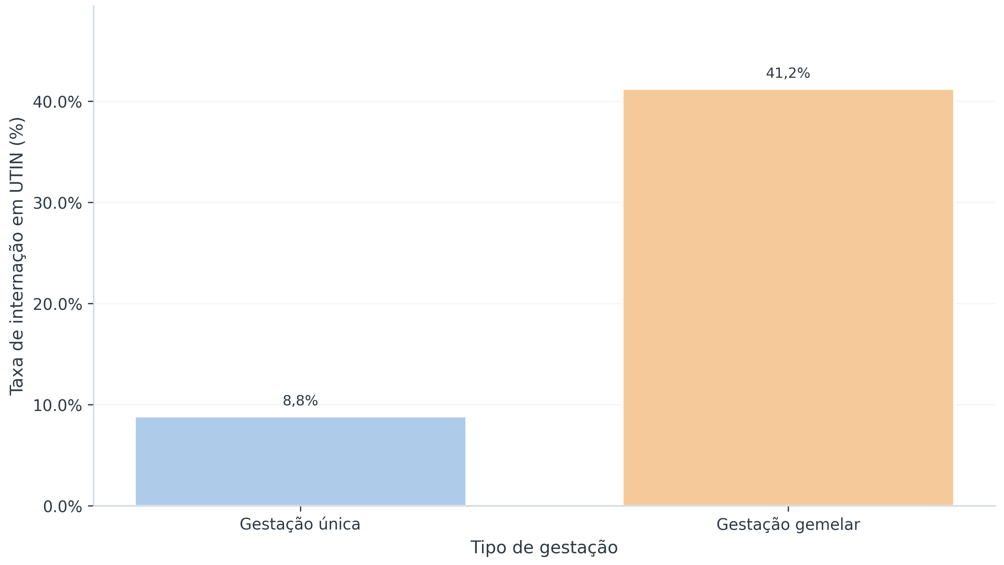 Taxa de internação em UTIN (%)
40.0%
30.0%
20.0%
10.0%
0.0%
41,2%
8,8%
Gestação única
Gestação gemelar
Tipo de gestação